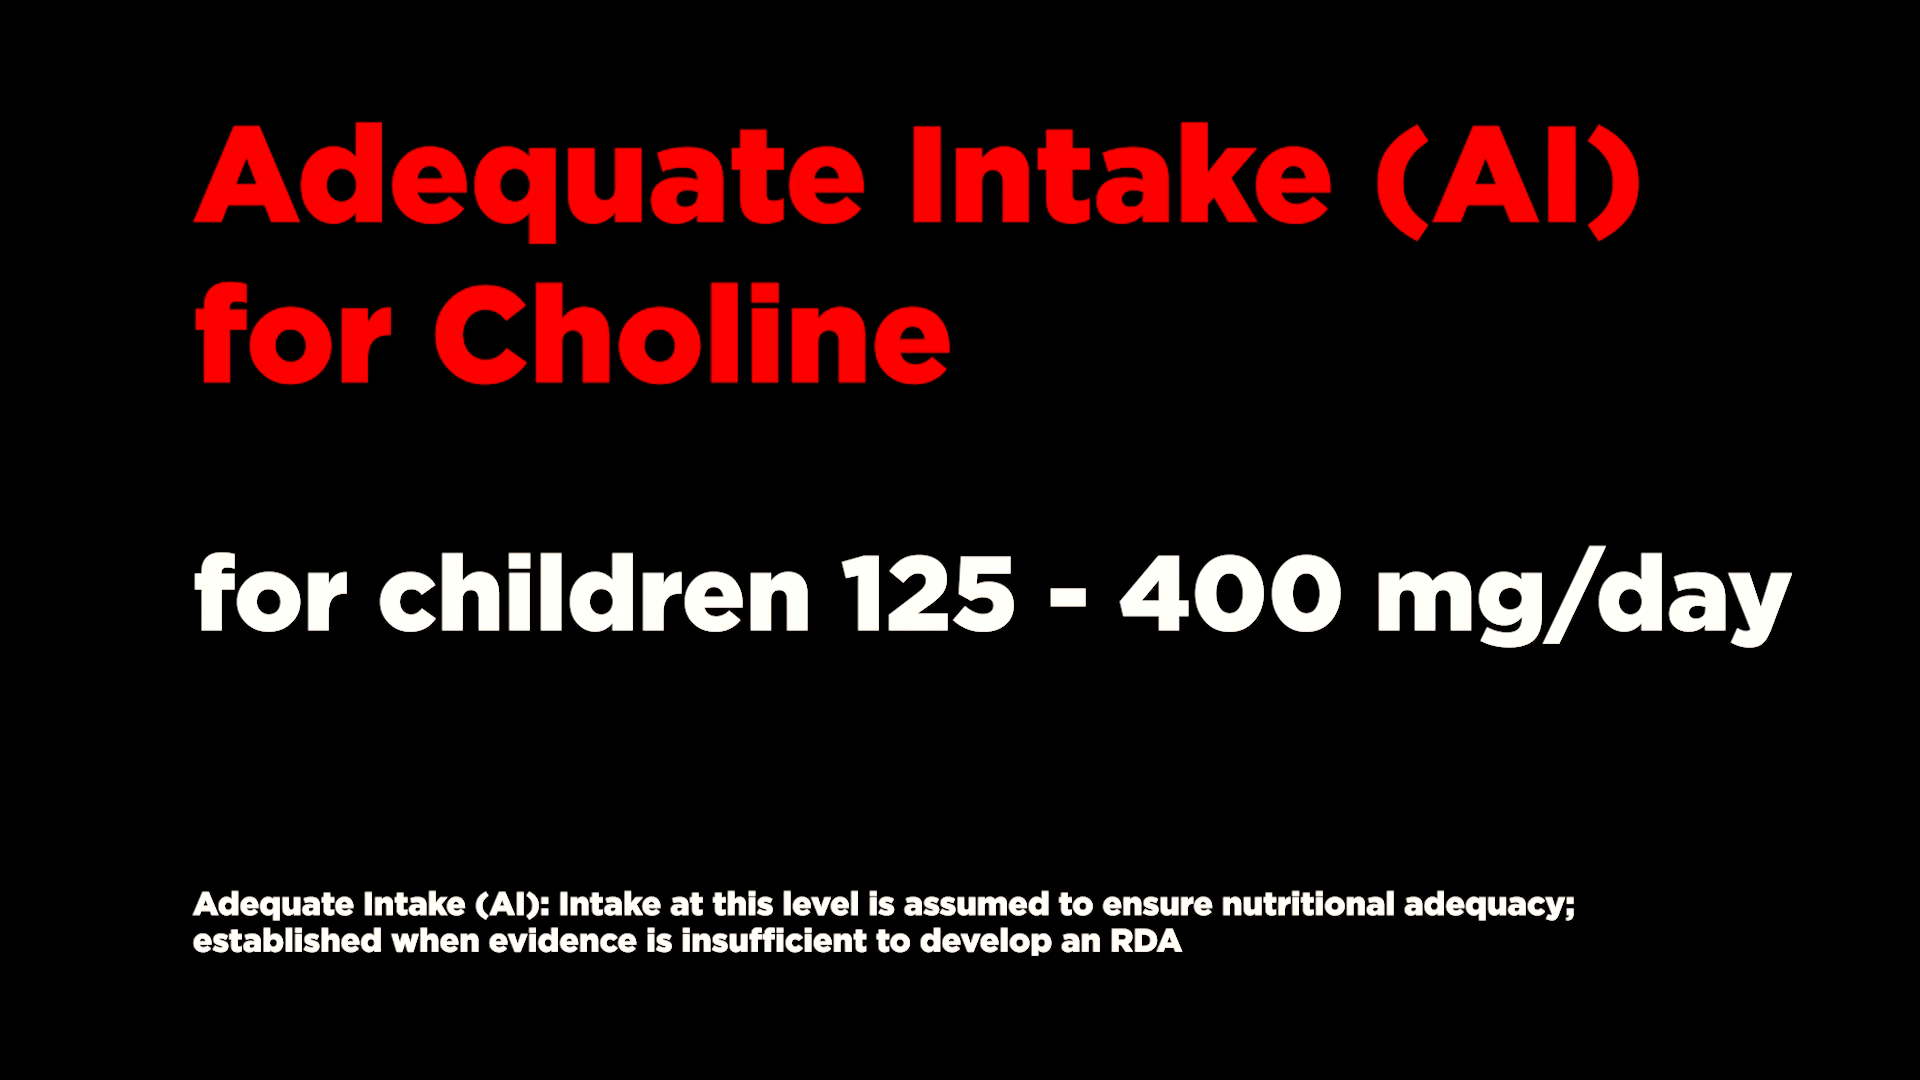 Adequate Intake (AI)
for Choline
for children 125 - 400 mg/day
Adequate Intake (AI): Intake at this level is assumed to ensure nutritional adequacy;
established when evidence is insufficient to develop an RDA